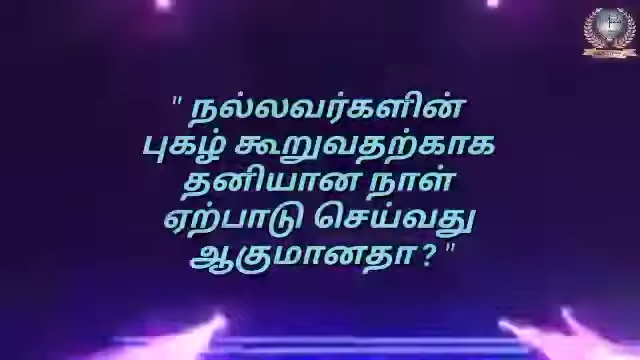 " நல்லவர்களின்
புகழ் கூறுவதற்காக
தனியான நாள்
ஏற்பாடு செய்வது
ஆகுமானதா ? "